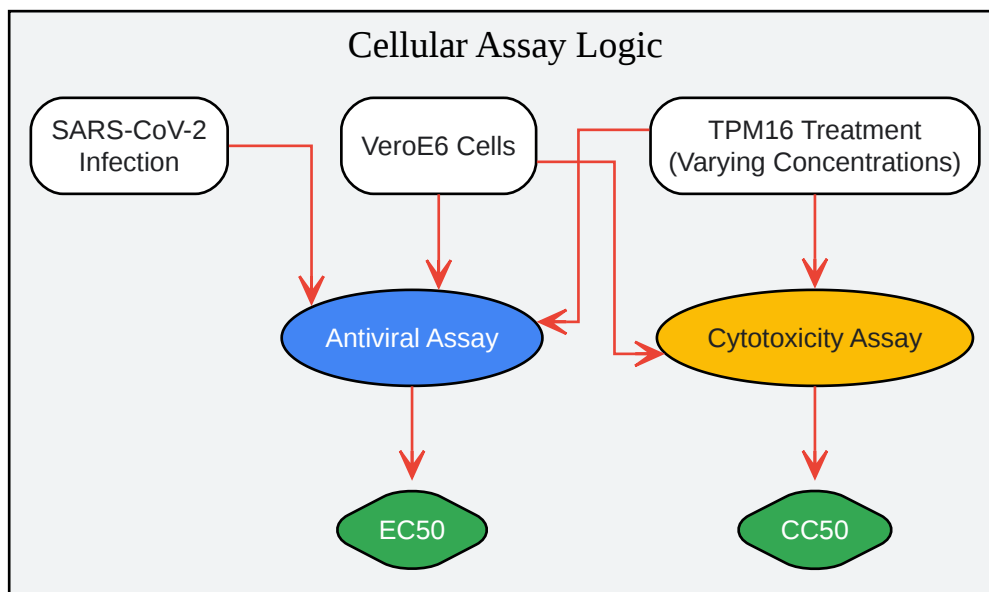 Cellular Assay Logic
SARS-CoV-2
Infection
VeroE6 Cells
TPM16 Treatment
(Varying Concentrations)
Antiviral Assay
Cytotoxicity Assay
EC50
CC50